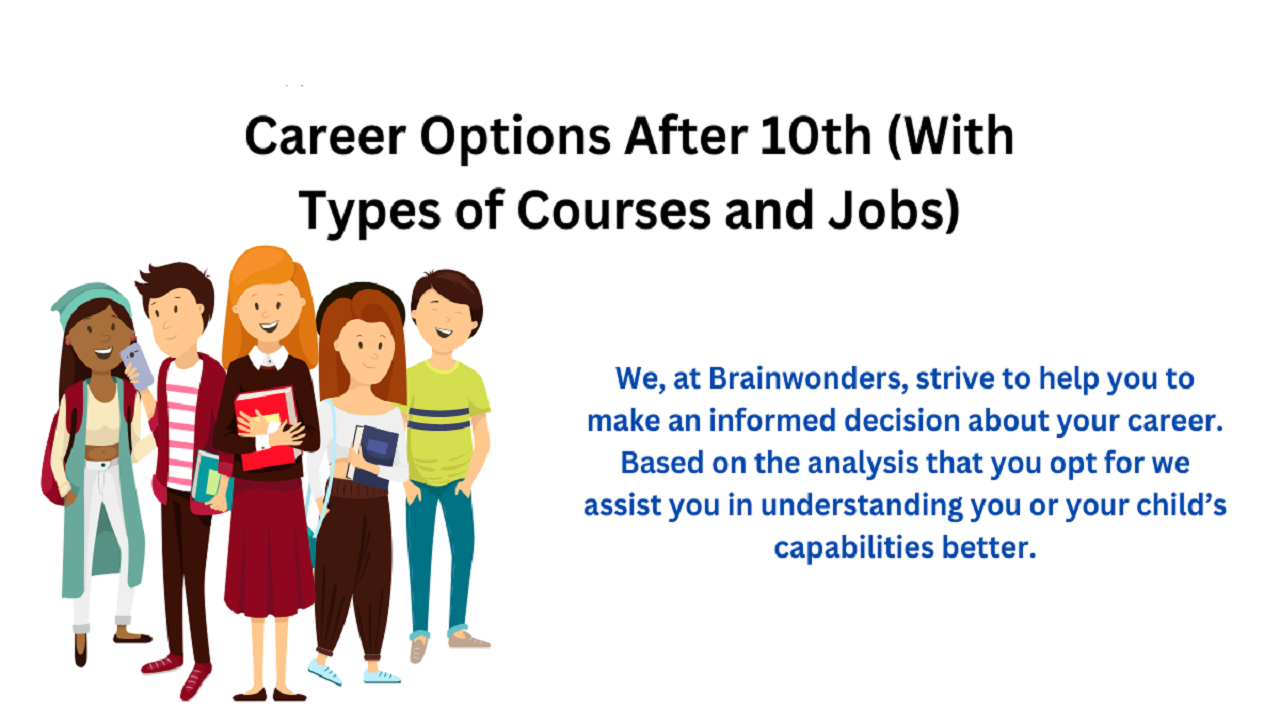 Career Options After 10th (With
Types of Courses and Jobs)
We, at Brainwonders, strive to help you to
make an informed decision about your career.
Based on the analysis that you opt for we
assist you in understanding you or your child’s
capabilities better.